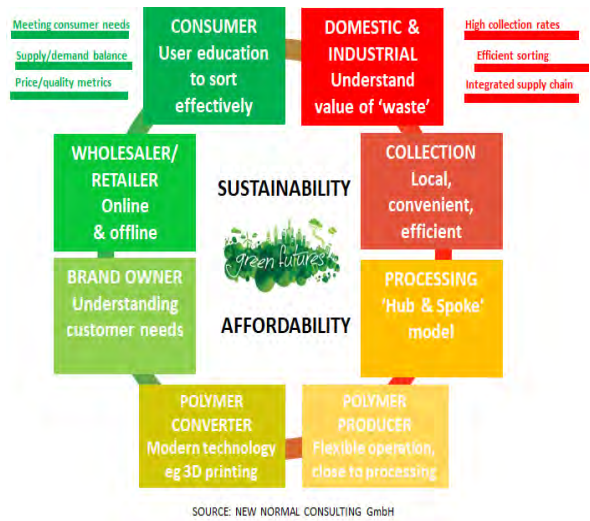 Meeting consumer needs
Supply/demand balance
Price/quality metrics
CONSUMER
User education
to sort
effectively
DOMESTIC &
INDUSTRIAL
Understand
value of ‘waste’
High collection rates
Efficient sorting
Integrated supply chain
WHOLESALER/
RETAILER
Online
& offline
SUSTAINABILITY
COLLECTION
Local,
convenient,
efficient
green futures
BRAND OWNER
Understanding
customer needs
AFFORDABILITY
PROCESSING
‘Hub & Spoke‘
model
POLYMER
CONVERTER
Modern technology
eg 3D printing
POLYMER
PRODUCER
Flexible operation,
close to processing
SOURCE: NEW NORMAL CONSULTING GmbH